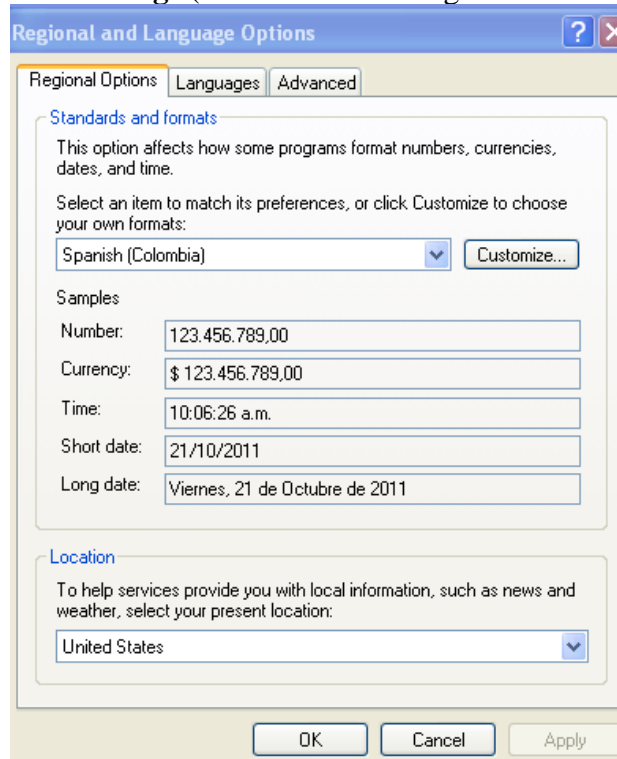 Regional and Language Options
Regional Options Languages Advanced
Standards and formats
This option affects how some programs format numbers, currencies,
dates, and time.
Select an item to match its preferences, or click Customize to choose
your own formats:
Spanish (Colombia) Customize...
Samples
Number: 123.456.789,00
Currency: $ 123.456.789,00
Time: 10:06:26 a.m.
Short date: 21/10/2011
Long date: Viernes, 21 de Octubre de 2011
Location
To help services provide you with local information, such as news and
weather, select your present location:
United States
OK Cancel Apply